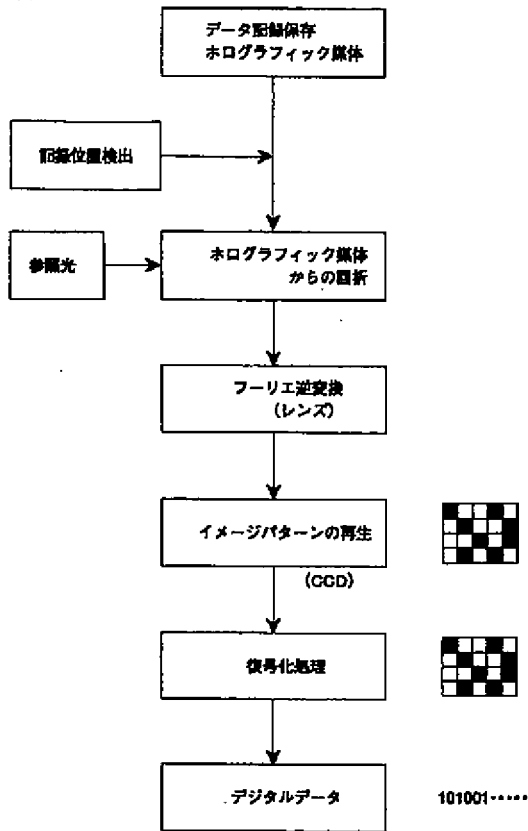 データ記録保存
ホログラフィック媒体
記録位置検出
参照光
ホログラフィック媒体
からの回折
フーリエ逆変換
(レンズ)
イメージパターンの再生
(CCD)
復号化処理
デジタルデータ
101001・・・・・